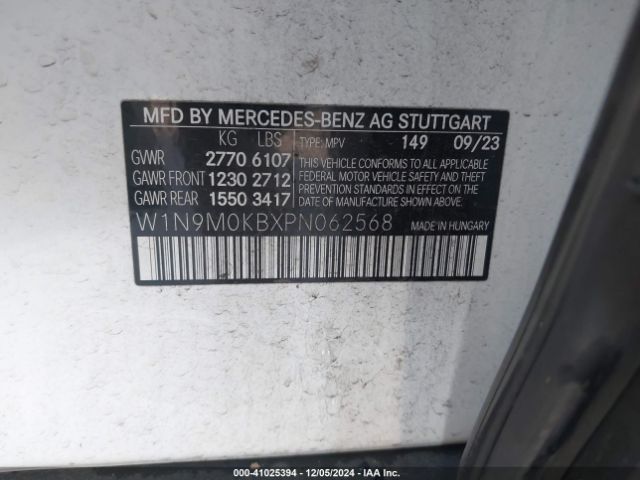 MFD BY MERCEDES-BENZ AG STUTTGART
KG LBS TYPE: MPV 149 09/23
GVWR 2770 6107 THIS VEHICLE CONFORMS TO ALL APPLICABLE
GAWR FRONT 1230 2712 FEDERAL MOTOR VEHICLE SAFETY AND THEFT
GAWR REAR 1550 3417 PREVENTION STANDARDS IN EFFECT ON THE
DATE OF MANUFACTURE SHOWN ABOVE.
W1N9M0KBXPN062568 MADE IN HUNGARY
000-41025394 - 12/05/2024 - IAA Inc.